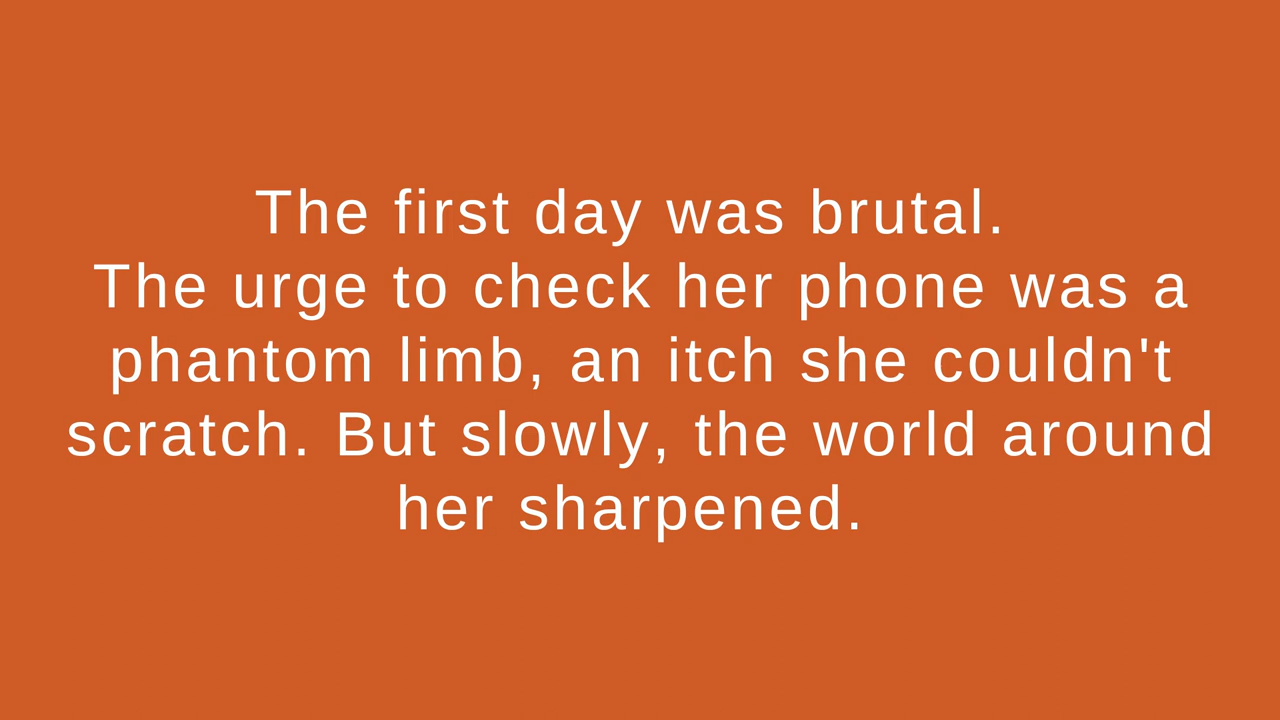 The first day was brutal.
The urge to check her phone was a
phantom limb, an itch she couldn't
scratch. But slowly, the world around
her sharpened.